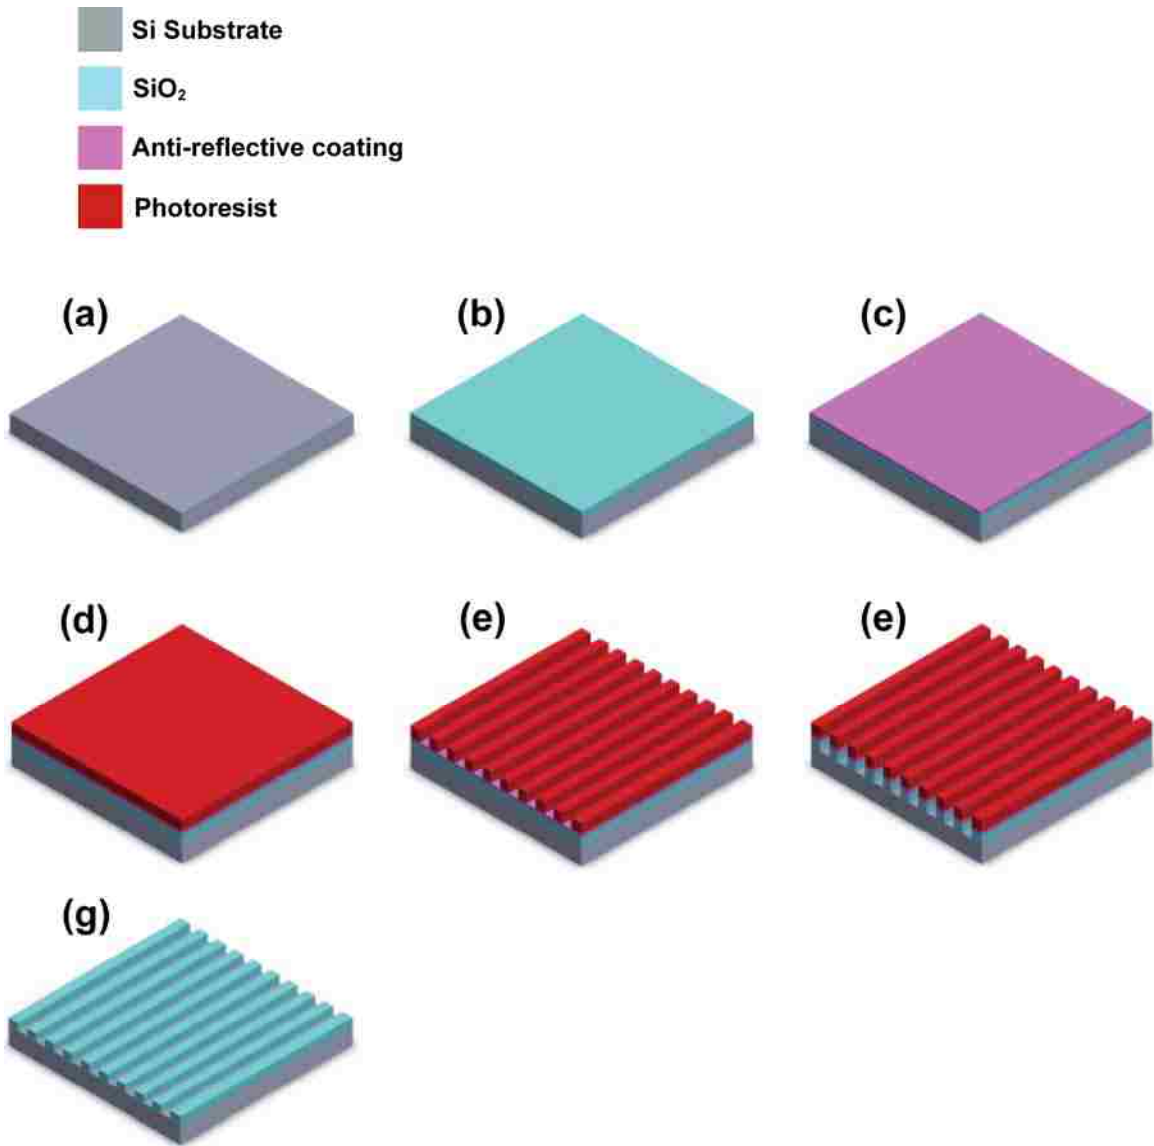 Si Substrate
SiO₂
Anti-reflective coating
Photoresist
(a)
(b)
(c)
(d)
(e)
(e)
(g)